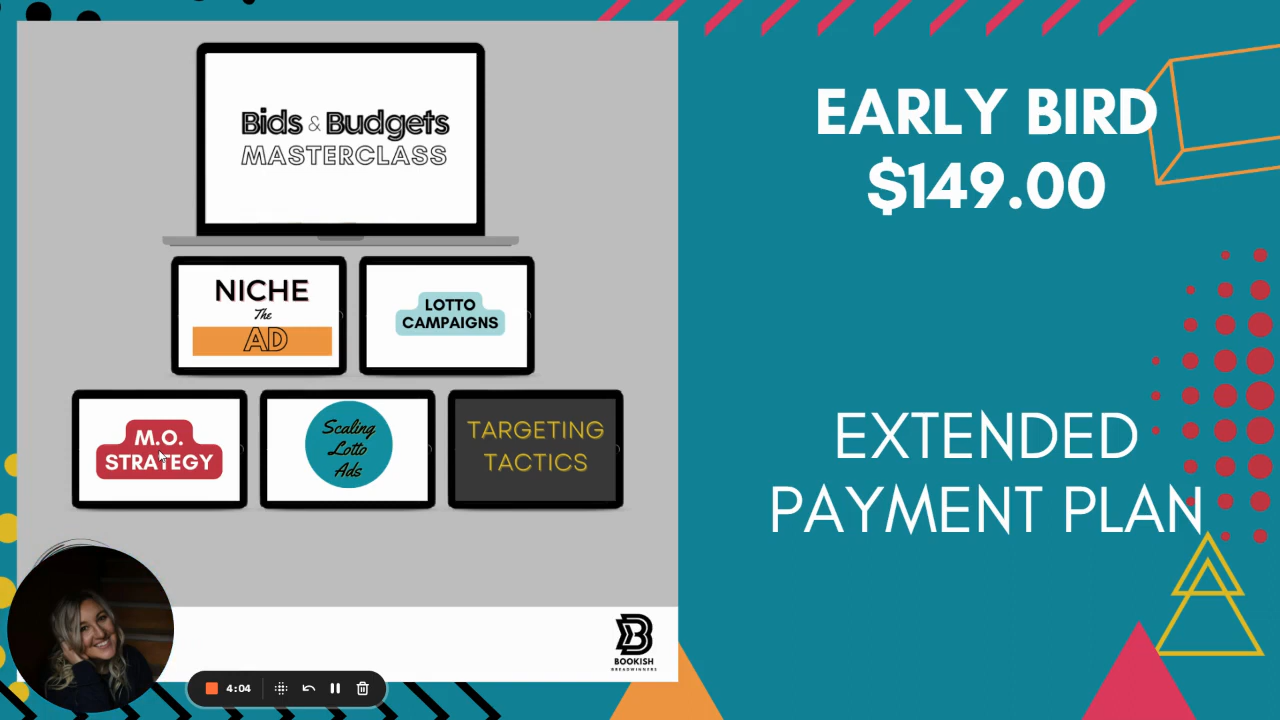 Bids & Budgets
MASTERCLASS
NICHE
The
AD
LOTTO
CAMPAIGNS
M.O.
STRATEGY
Scaling
Lotto
Ads
TARGETING
TACTICS
BOOKISH
BREADWINNERS
4:04
EARLY BIRD
$149.00
EXTENDED
PAYMENT PLAN